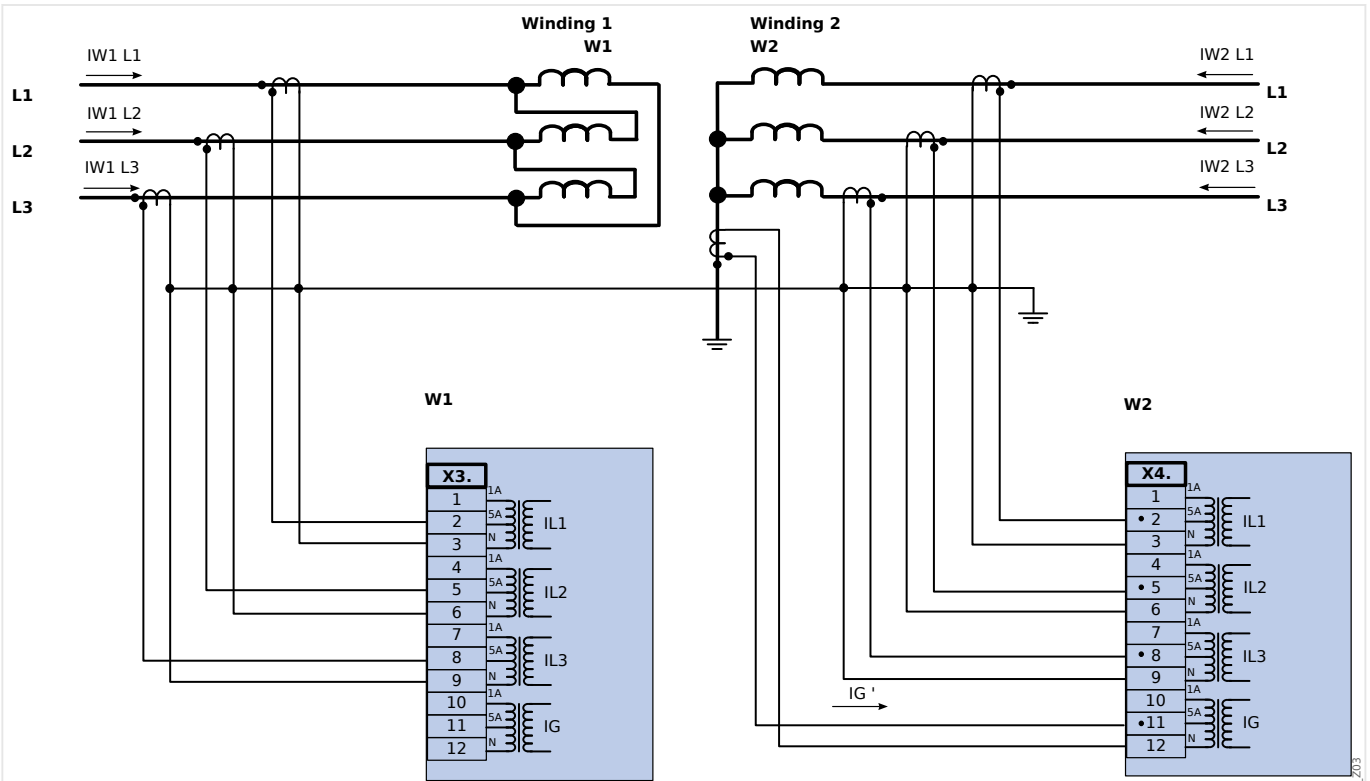 Winding 1
W1
Winding 2
W2
IW1 L1
L1
IW1 L2
L2
IW1 L3
L3
IW2 L1
L1
IW2 L2
L2
IW2 L3
L3
W1
X3.
1 1A
2 5A IL1
3 N
4 1A
5 5A IL2
6 N
7 1A
8 5A IL3
9 N
10 1A
11 5A IG
12 N
W2
X4.
1 1A
• 2 5A IL1
3 N
4 1A
• 5 5A IL2
6 N
7 1A
• 8 5A IL3
9 N
10 1A
•11 5A IG
12 N
IG '
Z03